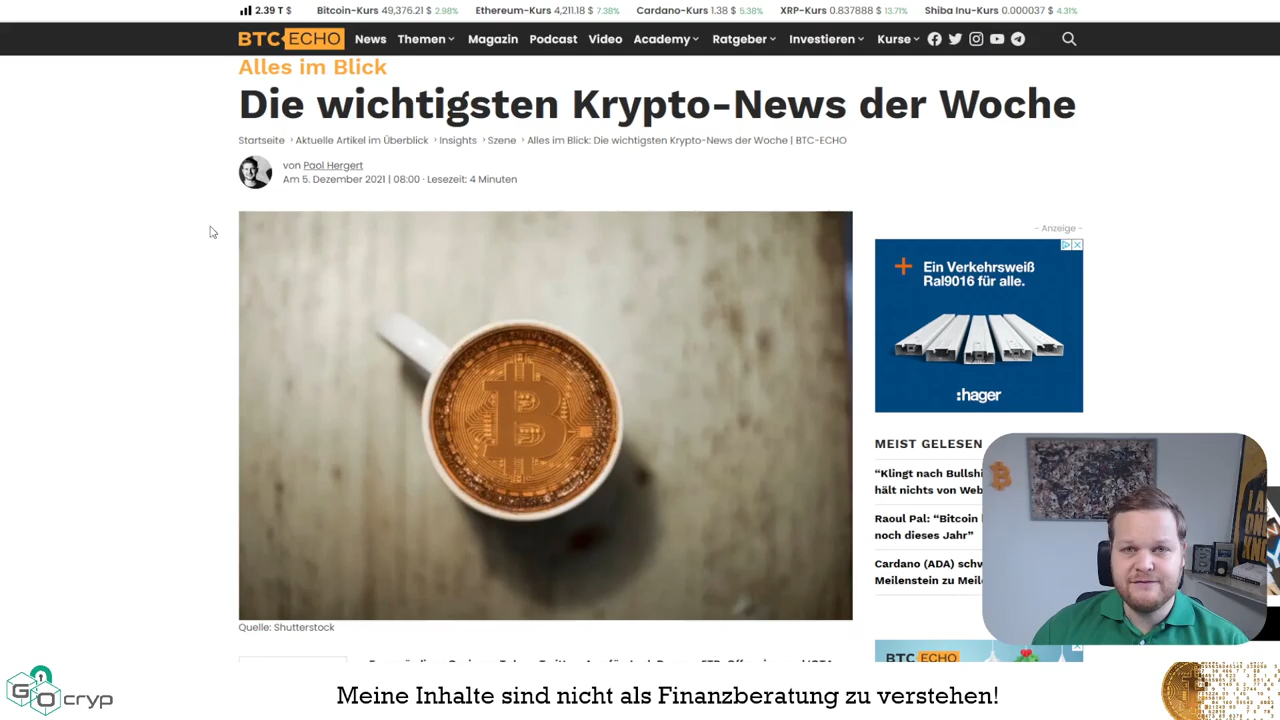 2.39 T $ Bitcoin-Kurs 49,376.21 $ 2.98% Ethereum-Kurs 4,211.18 $ 7.38% Cardano-Kurs 1.38 $ 5.38% XRP-Kurs 0.837888 $ 13.71% Shiba Inu-Kurs 0.000037 $ 4.31%
BTC-ECHO News Themen Magazin Podcast Video Academy Ratgeber Investieren Kurse
Alles im Blick
Die wichtigsten Krypto-News der Woche
Startseite › Aktuelle Artikel im Überblick › Insights › Szene › Alles im Blick: Die wichtigsten Krypto-News der Woche | BTC-ECHO
von Paol Hergert
Am 5. Dezember 2021 | 08:00 · Lesezeit: 4 Minuten
- Anzeige -
Ein Verkehrsweiß
Ral9016 für alle.
:hager
MEIST GELESEN
“Klingt nach Bullshi
hält nichts von Web
Raoul Pal: “Bitcoin
noch dieses Jahr”
Cardano (ADA) schw
Meilenstein zu Meil
Quelle: Shutterstock
BTC ECHO
GOcryp
Meine Inhalte sind nicht als Finanzberatung zu verstehen!